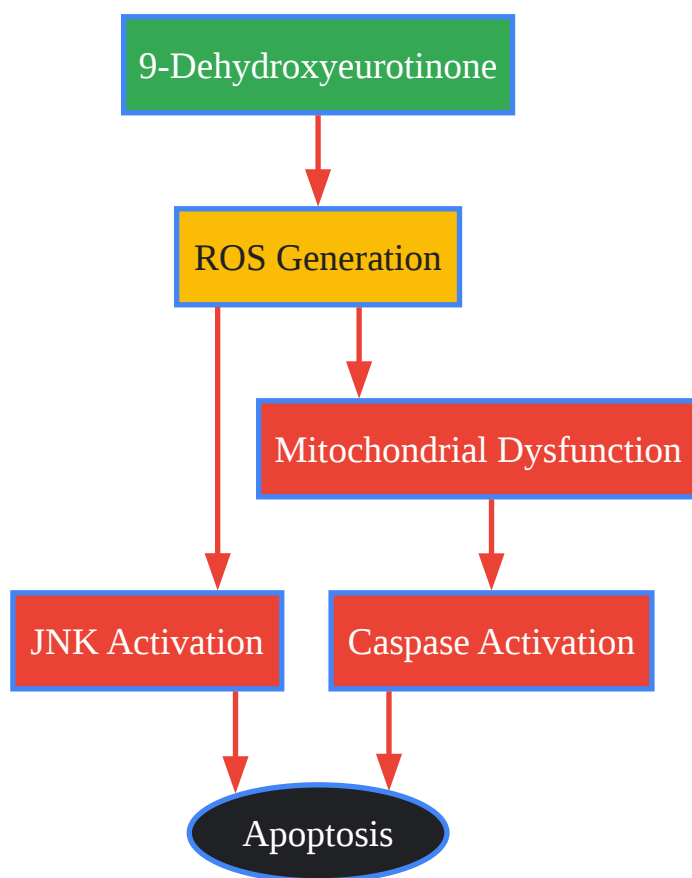 9-Dehydroxyeurotinone
ROS Generation
Mitochondrial Dysfunction
JNK Activation
Caspase Activation
Apoptosis